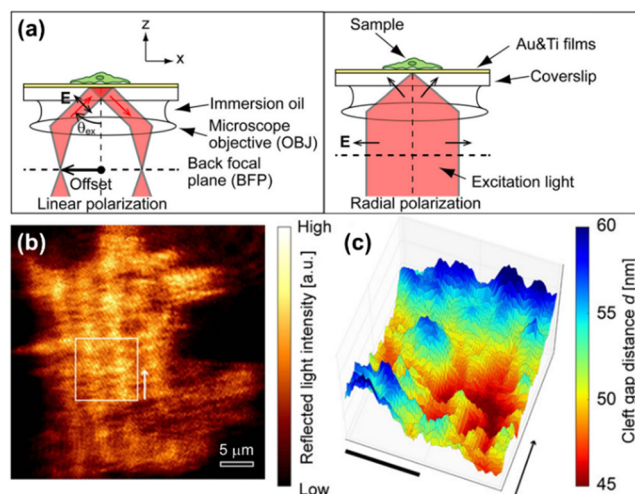 (a)
z
x
E
θex
Immersion oil
Microscope
objective (OBJ)
Back focal
plane (BFP)
Offset
Linear polarization
Sample
Au&Ti films
Coverslip
E
Excitation light
Radial polarization
(b)
5 μm
High
Reflected light intensity [a.u.]
Low
(c)
60
55
50
45
Cleft gap distance d [nm]